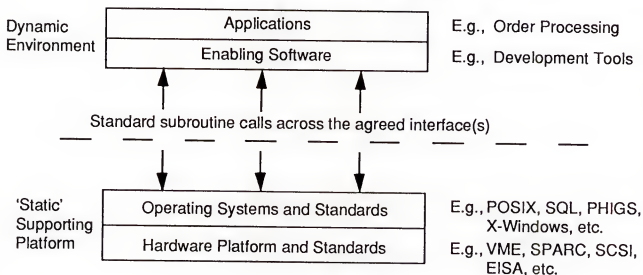 Dynamic
Environment
Applications
E.g., Order Processing
Enabling Software
E.g., Development Tools
Standard subroutine calls across the agreed interface(s)
'Static'
Supporting
Platform
Operating Systems and Standards
E.g., POSIX, SQL, PHIGS,
X-Windows, etc.
Hardware Platform and Standards
E.g., VME, SPARC, SCSI,
EISA, etc.